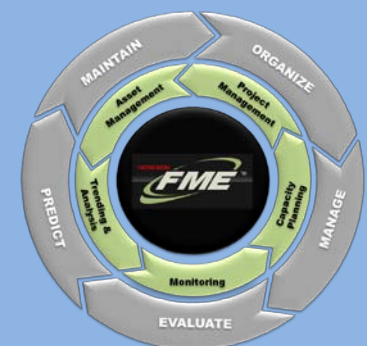 MAINTAIN
ORGANIZE
MANAGE
EVALUATE
PREDICT
Asset
Management
Project
Management
Capacity
Planning
Monitoring
Trending &
Analysis
FME